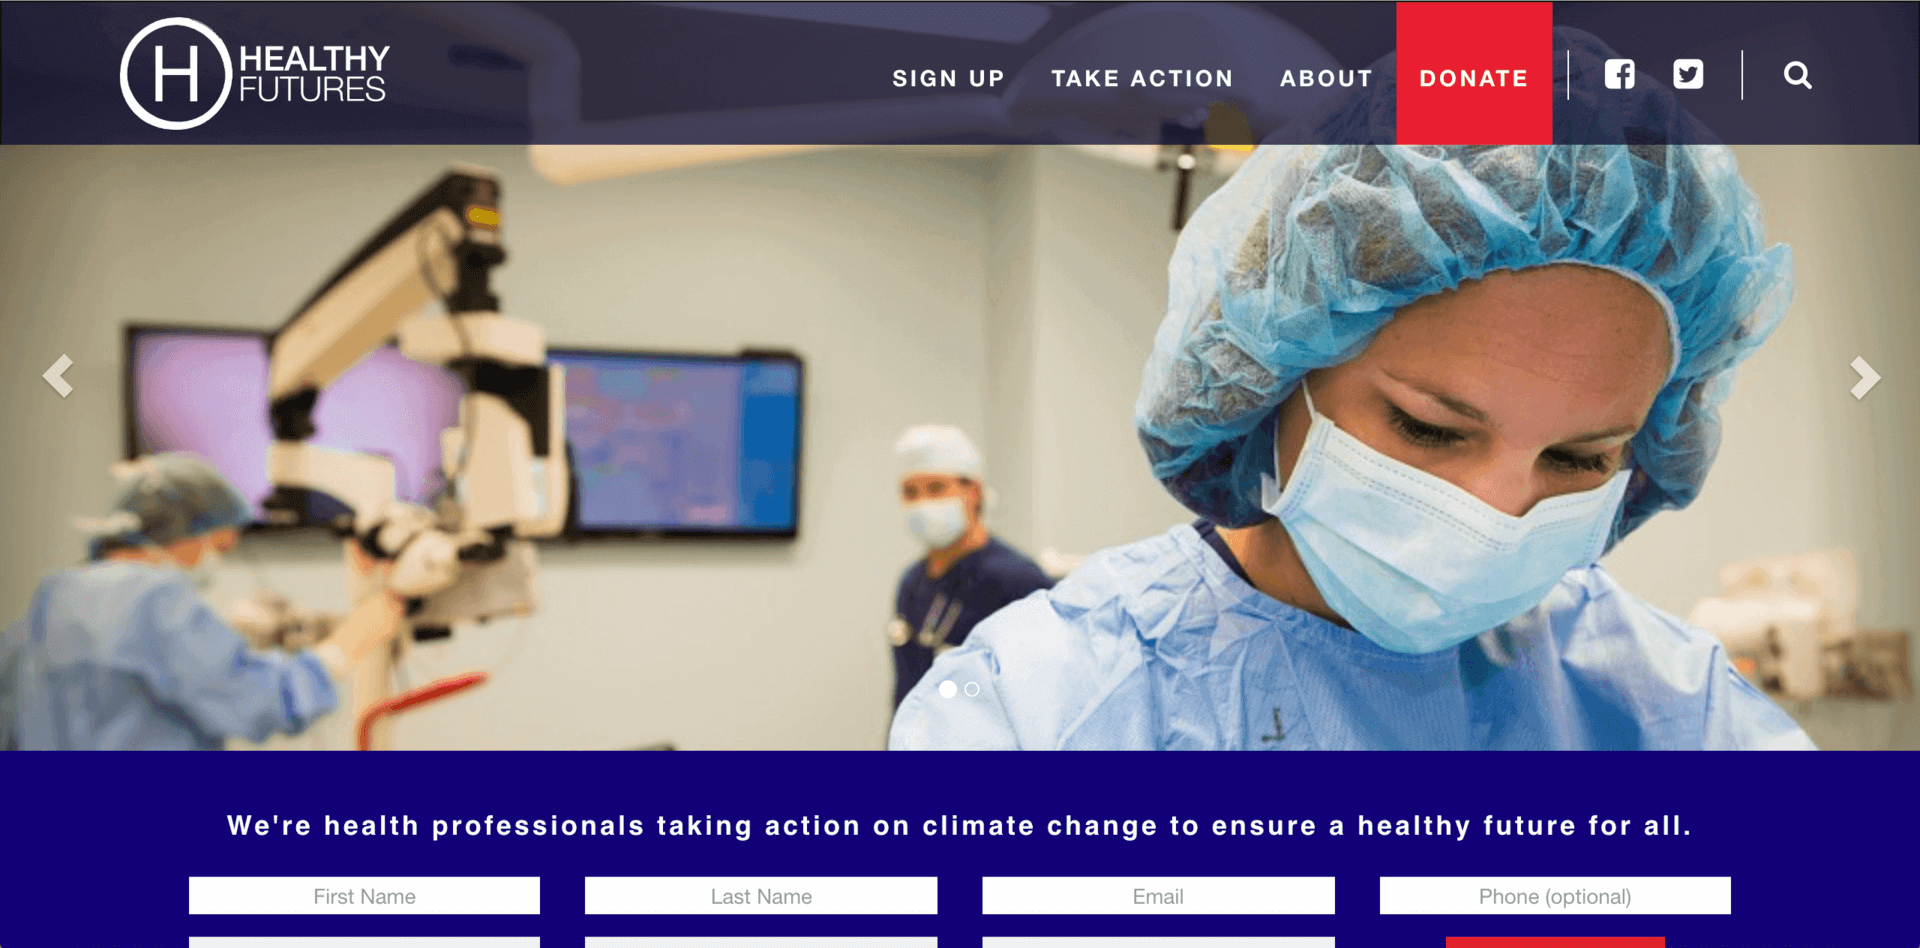 H HEALTHY
FUTURES
SIGN UP TAKE ACTION ABOUT DONATE
We're health professionals taking action on climate change to ensure a healthy future for all.
First Name Last Name Email Phone (optional)